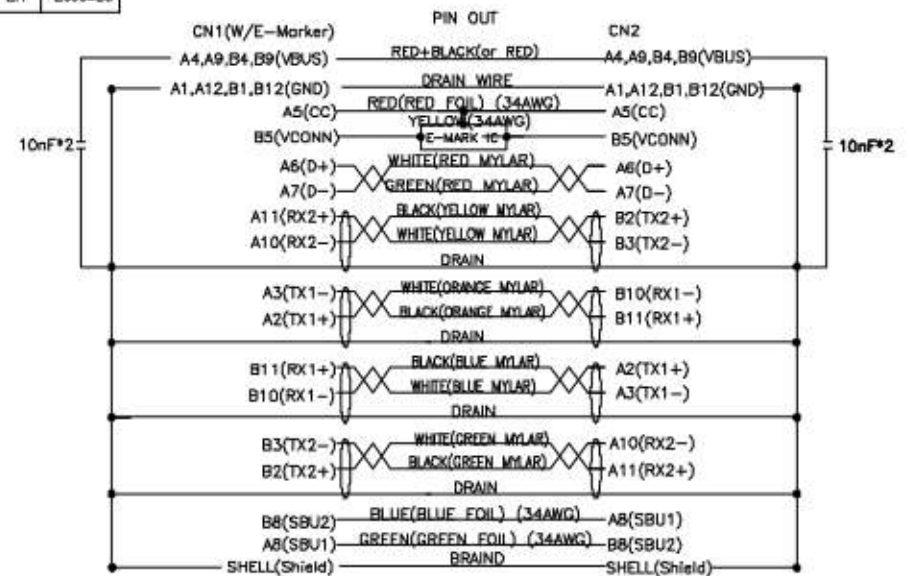 PIN OUT
CN1(W/E-Marker) CN2
A4,A9,B4,B9(VBUS) RED+BLACK(or RED) A4,A9,B4,B9(VBUS)
A1,A12,B1,B12(GND) DRAIN WIRE A1,A12,B1,B12(GND)
A5(CC) RED(RED FOIL) (34AWG) A5(CC)
YELLOW(34AWG)
10nF*2 B5(VCONN) E-MARK IC B5(VCONN) 10nF*2
A6(D+) WHITE(RED MYLAR) A6(D+)
A7(D-) GREEN(RED MYLAR) A7(D-)
A11(RX2+) BLACK(YELLOW MYLAR) B2(TX2+)
A10(RX2-) WHITE(YELLOW MYLAR) B3(TX2-)
DRAIN
A3(TX1-) WHITE(ORANGE MYLAR) B10(RX1-)
A2(TX1+) BLACK(ORANGE MYLAR) B11(RX1+)
DRAIN
B11(RX1+) BLACK(BLUE MYLAR) A2(TX1+)
B10(RX1-) WHITE(BLUE MYLAR) A3(TX1-)
DRAIN
B3(TX2-) WHITE(GREEN MYLAR) A10(RX2-)
B2(TX2+) BLACK(GREEN MYLAR) A11(RX2+)
DRAIN
B8(SBU2) BLUE(BLUE FOIL) (34AWG) A8(SBU1)
A8(SBU1) GREEN(GREEN FOIL) (34AWG) B8(SBU2)
SHELL(Shield) BRAIND SHELL(Shield)